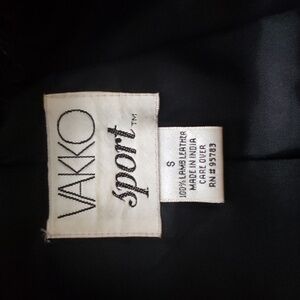 VAKKO
sport™
S
100% LAMB LEATHER
MADE IN INDIA
CARE OVER
RN # 95783